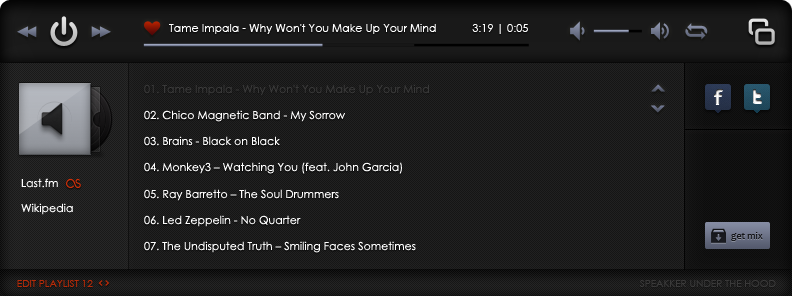 Tame Impala - Why Won't You Make Up Your Mind 3:19 | 0:05
01. Tame Impala - Why Won't You Make Up Your Mind
02. Chico Magnetic Band - My Sorrow
03. Brains - Black on Black
04. Monkey3 – Watching You (feat. John Garcia)
05. Ray Barretto – The Soul Drummers
06. Led Zeppelin - No Quarter
07. The Undisputed Truth – Smiling Faces Sometimes
Last.fm OS
Wikipedia
f t
get mix
EDIT PLAYLIST 12 <> SPEAKKER UNDER THE HOOD